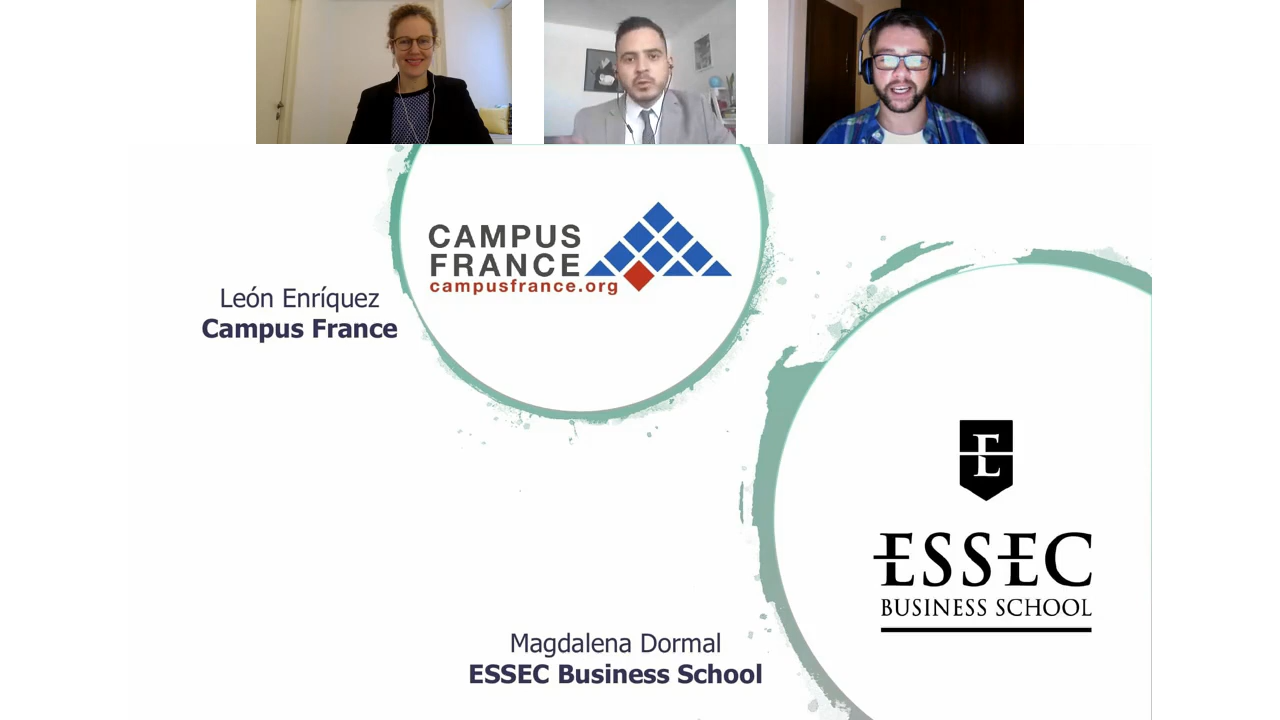 CAMPUS
FRANCE
campusfrance.org
León Enríquez
Campus France
E
ESSEC
BUSINESS SCHOOL
Magdalena Dormal
ESSEC Business School